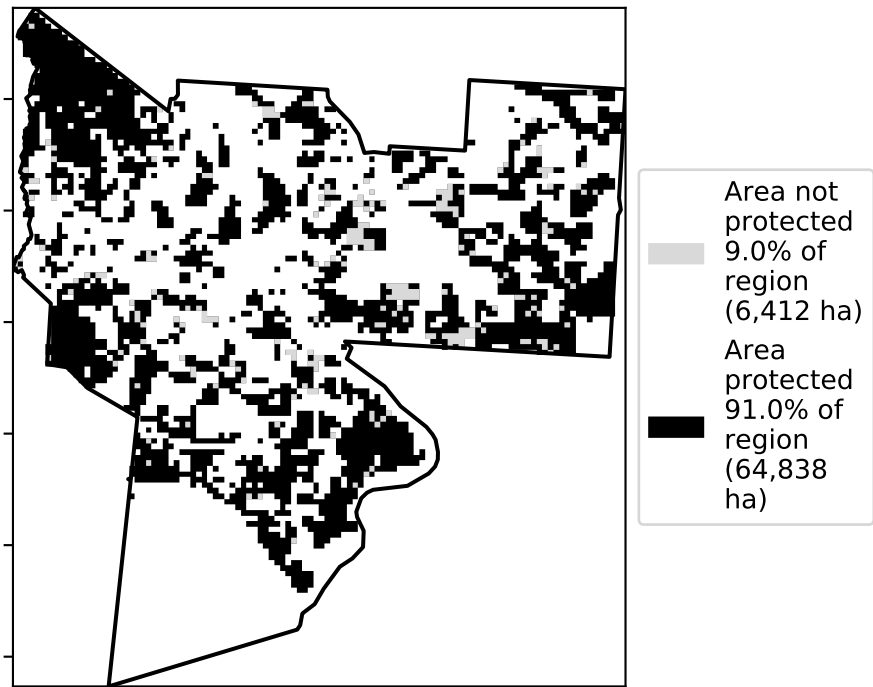 Area not
protected
9.0% of
region
(6,412 ha)
Area
protected
91.0% of
region
(64,838
ha)